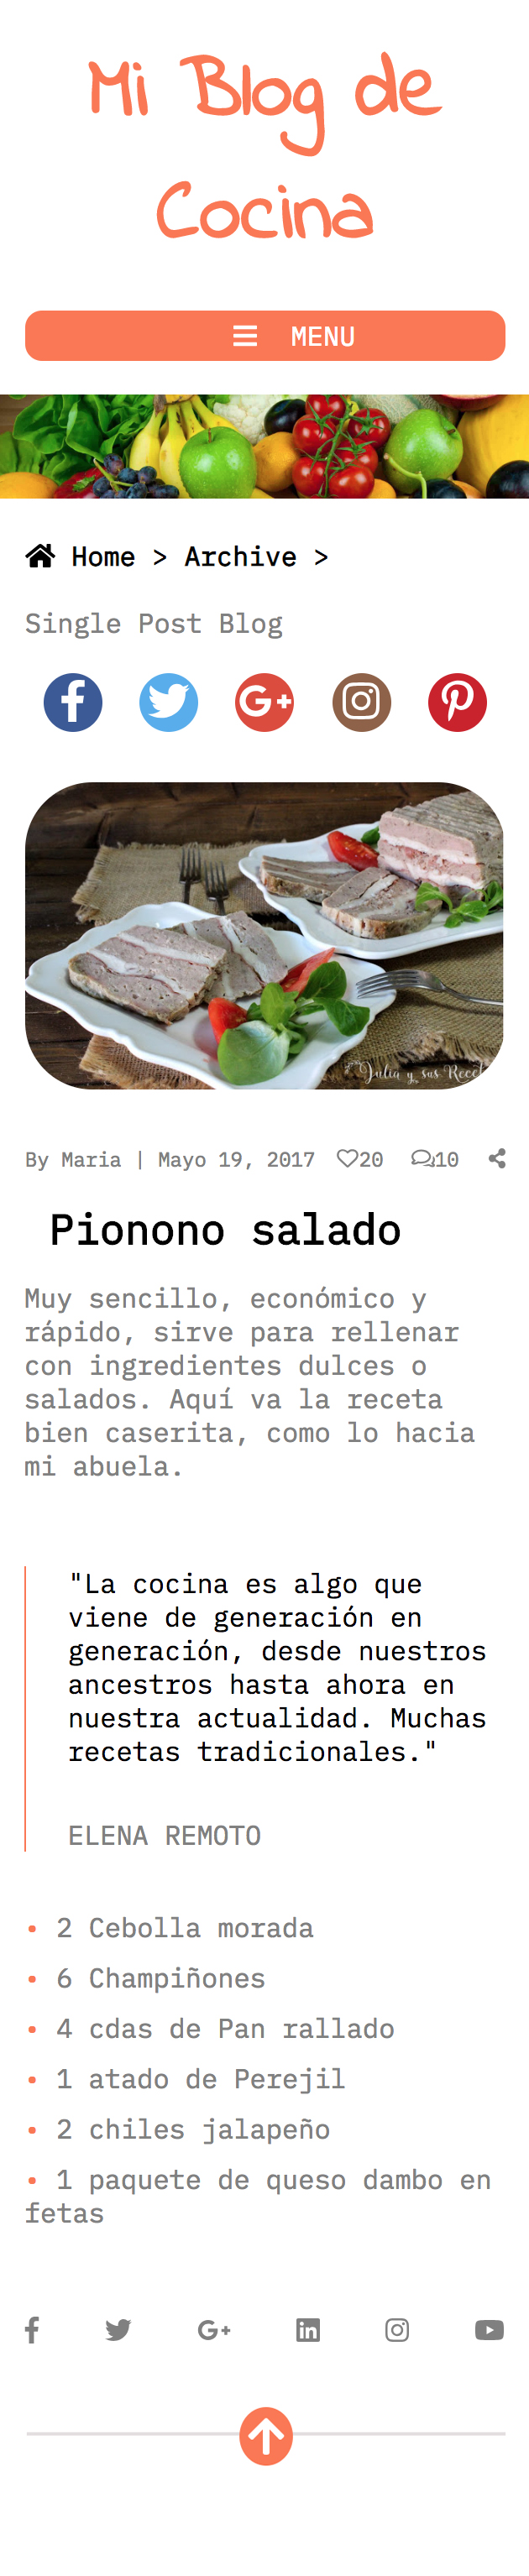 Mi Blog de
Cocina
MENU
Home > Archive >
Single Post Blog
Julia y sus
By Maria | Mayo 19, 2017 20 10
Pionono salado
Muy sencillo, económico y
rápido, sirve para rellenar
con ingredientes dulces o
salados. Aquí va la receta
bien caserita, como lo hacia
mi abuela.
"La cocina es algo que
viene de generación en
generación, desde nuestros
ancestros hasta ahora en
nuestra actualidad. Muchas
recetas tradicionales."
ELENA REMOTO
• 2 Cebolla morada
• 6 Champiñones
• 4 cdas de Pan rallado
• 1 atado de Perejil
• 2 chiles jalapeño
• 1 paquete de queso dambo en
fetas